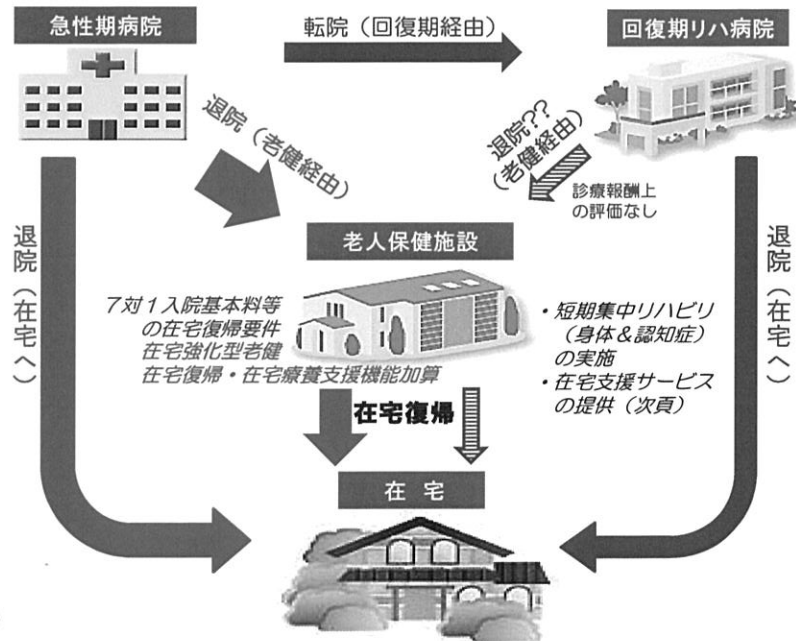 急性期病院
転院（回復期経由）
回復期リハ病院
退院（老健経由）
退院??
（老健経由）
診療報酬上
の評価なし
老人保健施設
退院（在宅へ）
7対1入院基本料等
の在宅復帰要件
在宅強化型老健
在宅復帰・在宅療養支援機能加算
・短期集中リハビリ
（身体＆認知症）
の実施
・在宅支援サービス
の提供（次頁）
退院（在宅へ）
在宅復帰
在 宅